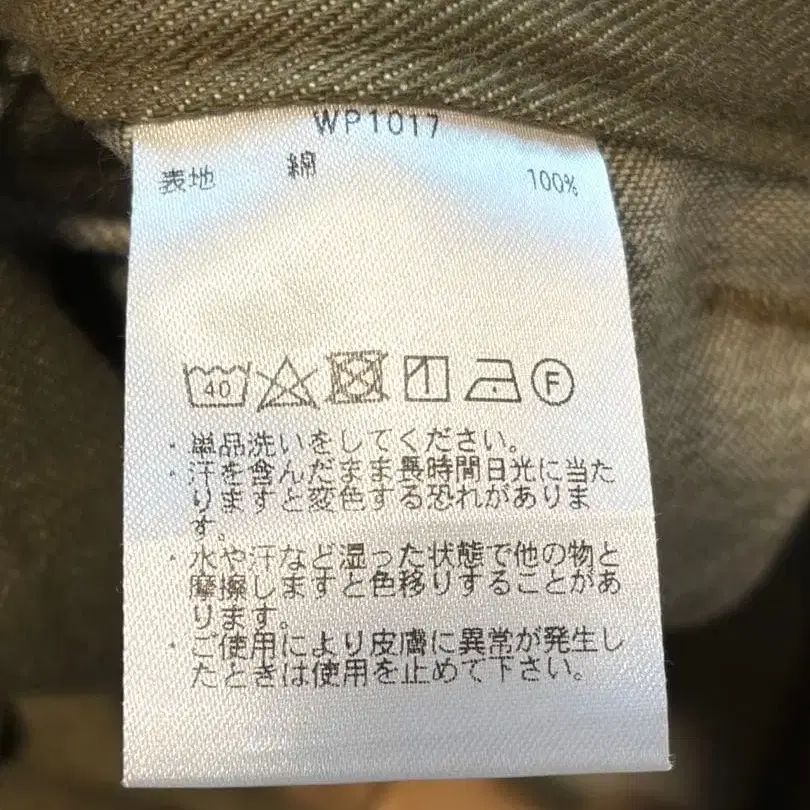 WP1017
表地 綿 100%
40 F
・単品洗いをしてください。
・汗を含んだまま長時間日光に当た
りますと変色する恐れがありま
す。
・水や汗など湿った状態で他の物と
摩擦しますと色移りすることがあ
ります。
・ご使用により皮膚に異常が発生し
たときは使用を止めて下さい。